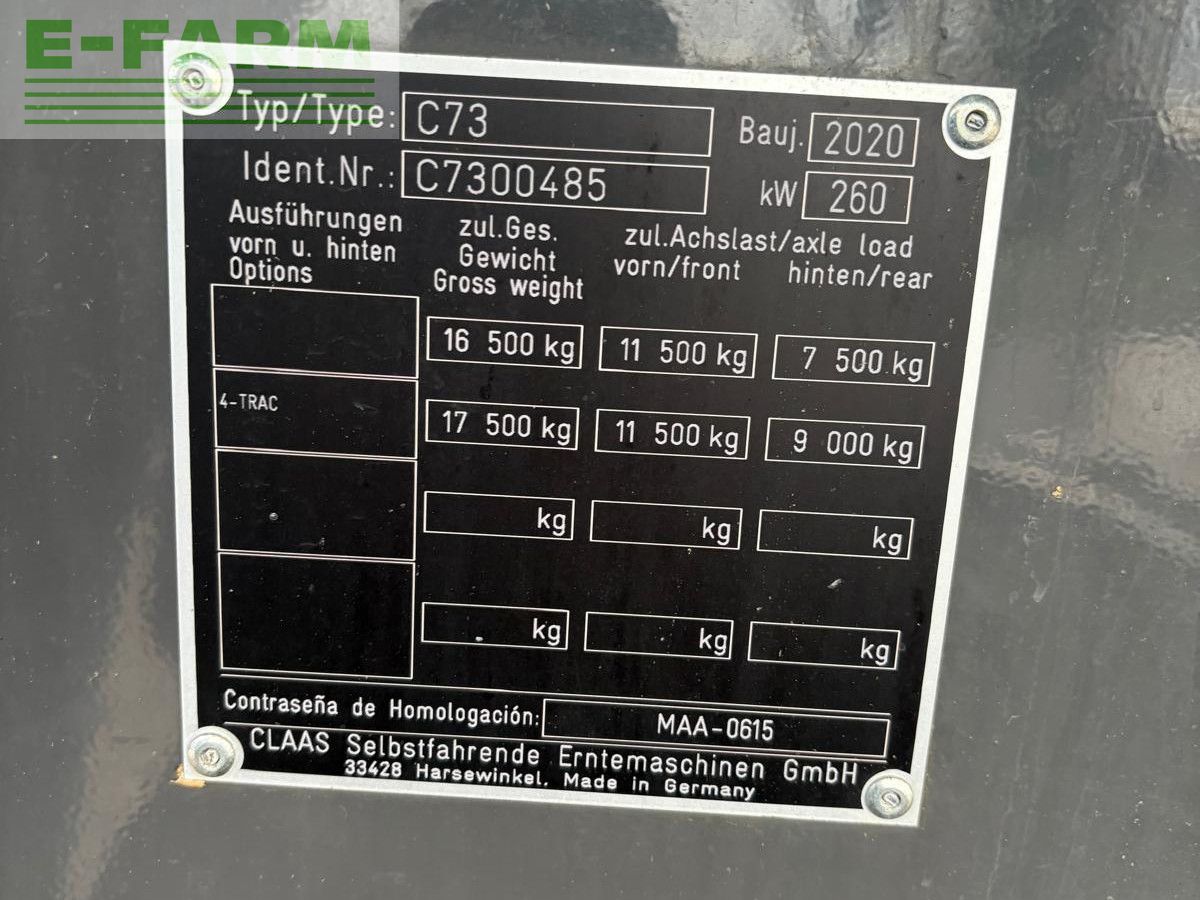 E-FARM
Typ/Type: C73 Bauj. 2020
Ident.Nr.: C7300485 kW 260
Ausführungen
vorn u. hinten
Options
zul.Ges.
Gewicht
Gross weight
zul.Achslast/axle load
vorn/front hinten/rear
16 500 kg 11 500 kg 7 500 kg
4-TRAC 17 500 kg 11 500 kg 9 000 kg
kg kg kg
kg kg kg
Contraseña de Homologación: MAA-0615
CLAAS Selbstfahrende Erntemaschinen GmbH
33428 Harsewinkel, Made in Germany